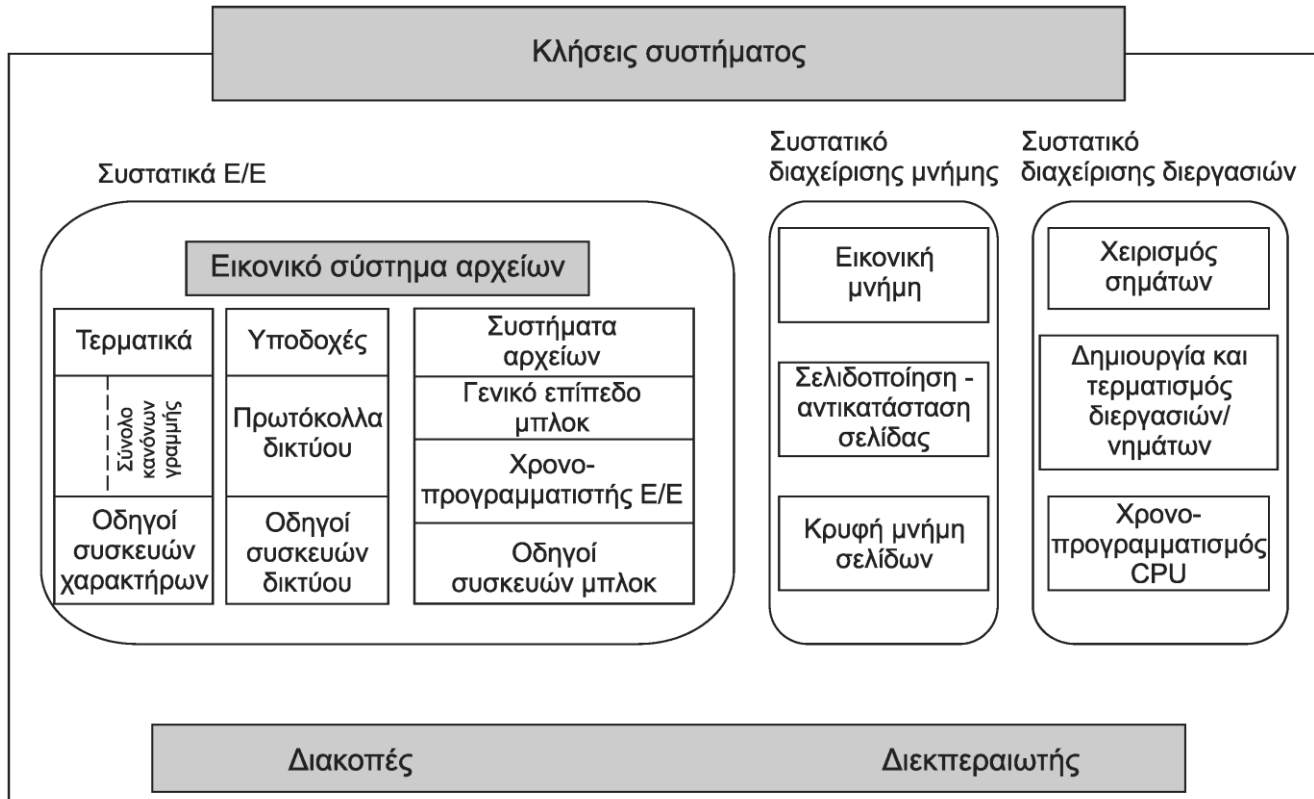 Κλήσεις συστήματος
Συστατικά Ε/Ε
Εικονικό σύστημα αρχείων
Τερματικά
Σύνολο
κανόνων
γραμμής
Οδηγοί
συσκευών
χαρακτήρων
Υποδοχές
Πρωτόκολλα
δικτύου
Οδηγοί
συσκευών
δικτύου
Συστήματα
αρχείων
Γενικό επίπεδο
μπλοκ
Χρονο-
προγραμματιστής Ε/Ε
Οδηγοί
συσκευών μπλοκ
Συστατικό
διαχείρισης μνήμης
Εικονική
μνήμη
Σελιδοποίηση -
αντικατάσταση
σελίδας
Κρυφή μνήμη
σελίδων
Συστατικό
διαχείρισης διεργασιών
Χειρισμός
σημάτων
Δημιουργία και
τερματισμός
διεργασιών/
νημάτων
Χρονο-
προγραμματισμός
CPU
Διακοπές
Διεκπεραιωτής